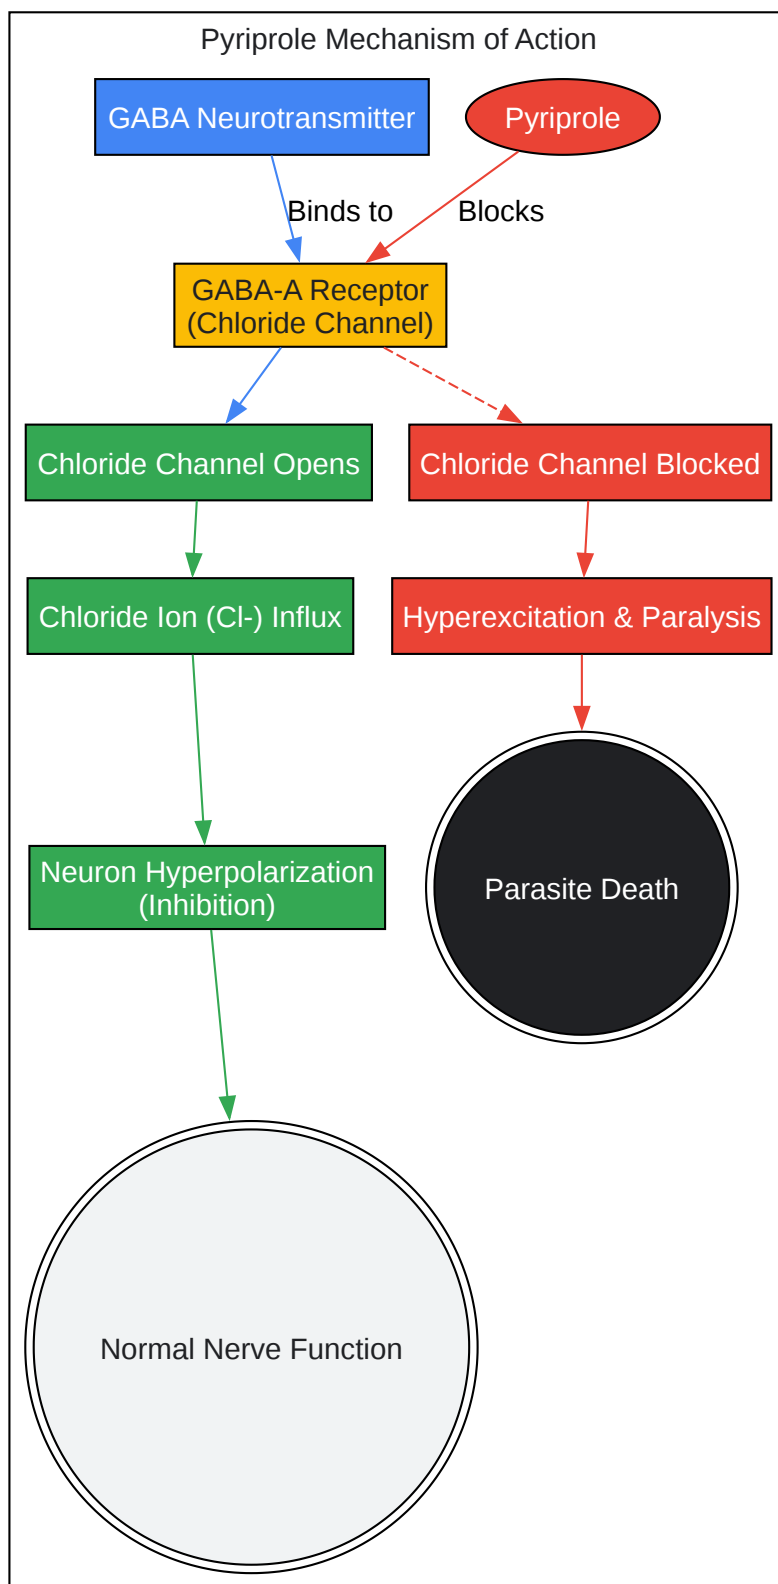 Pyriprole Mechanism of Action
GABA Neurotransmitter
Pyriprole
Binds to
Blocks
GABA-A Receptor
(Chloride Channel)
Chloride Channel Opens
Chloride Channel Blocked
Chloride Ion (Cl-) Influx
Hyperexcitation & Paralysis
Neuron Hyperpolarization
(Inhibition)
Parasite Death
Normal Nerve Function